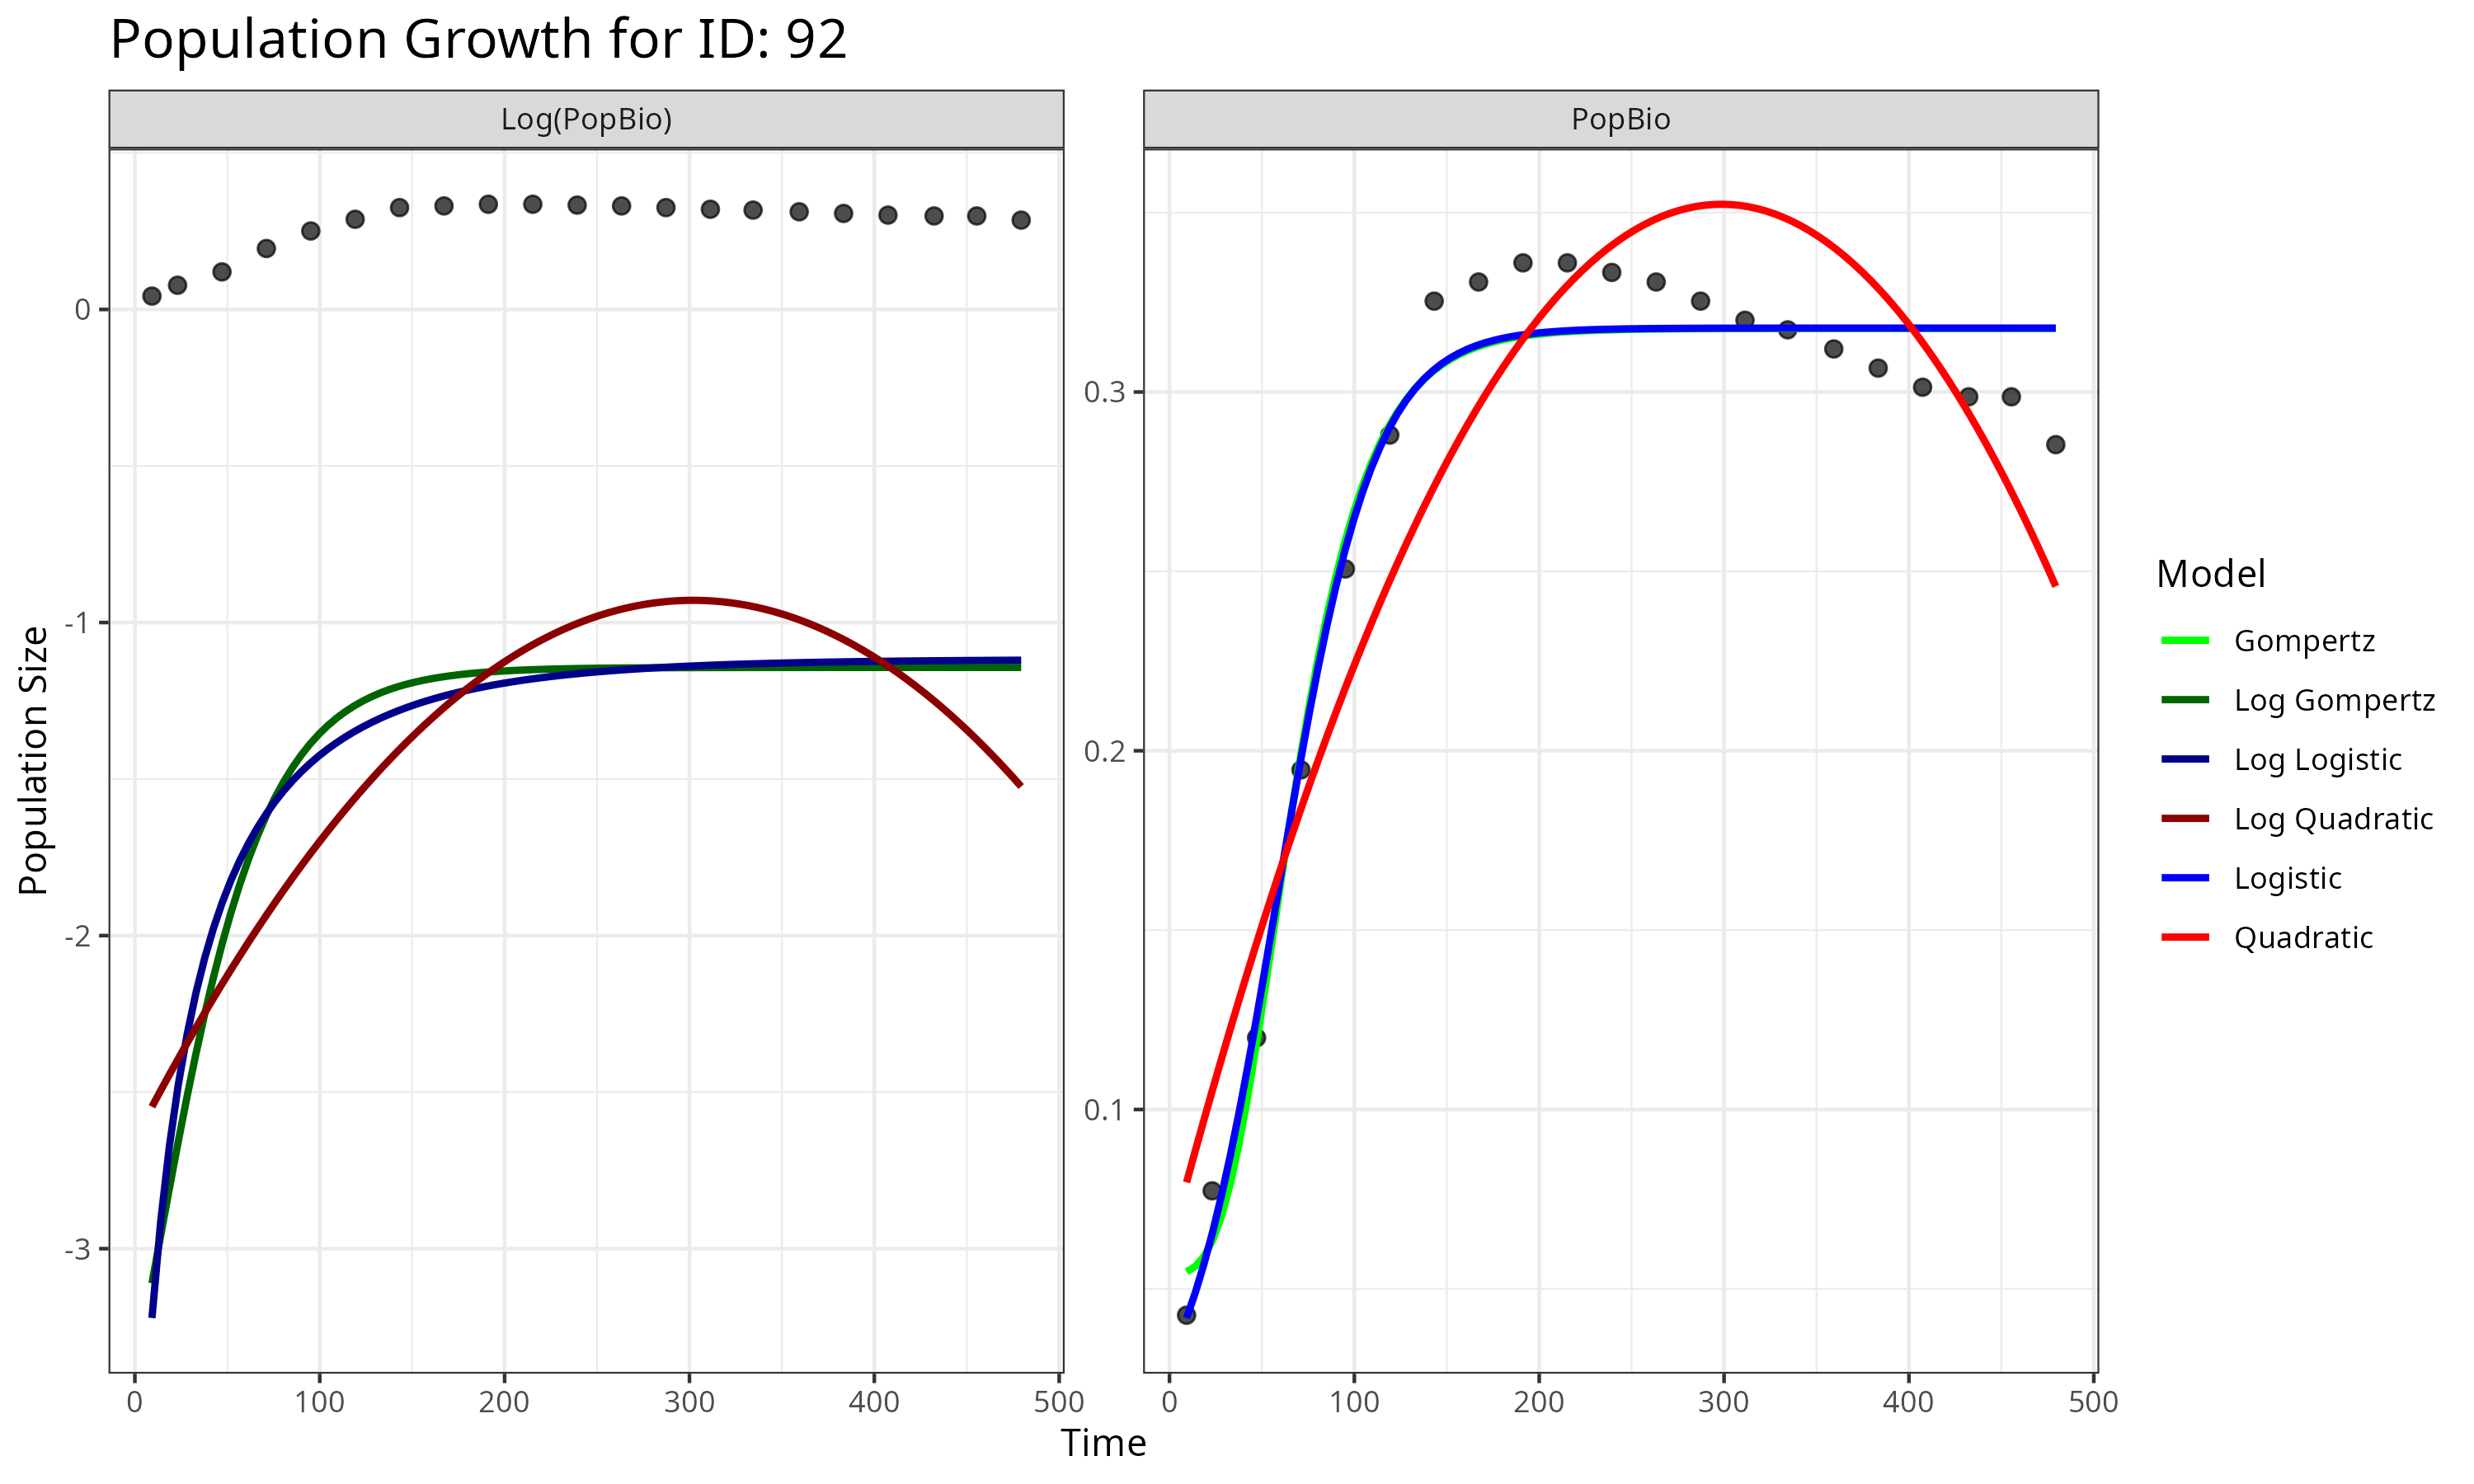 Population Growth for ID: 92
Log(PopBio)
PopBio
Population Size
0
-1
-2
-3
0.3
0.2
0.1
0 100 200 300 400 500
0 100 200 300 400 500
Time
Model
Gompertz
Log Gompertz
Log Logistic
Log Quadratic
Logistic
Quadratic